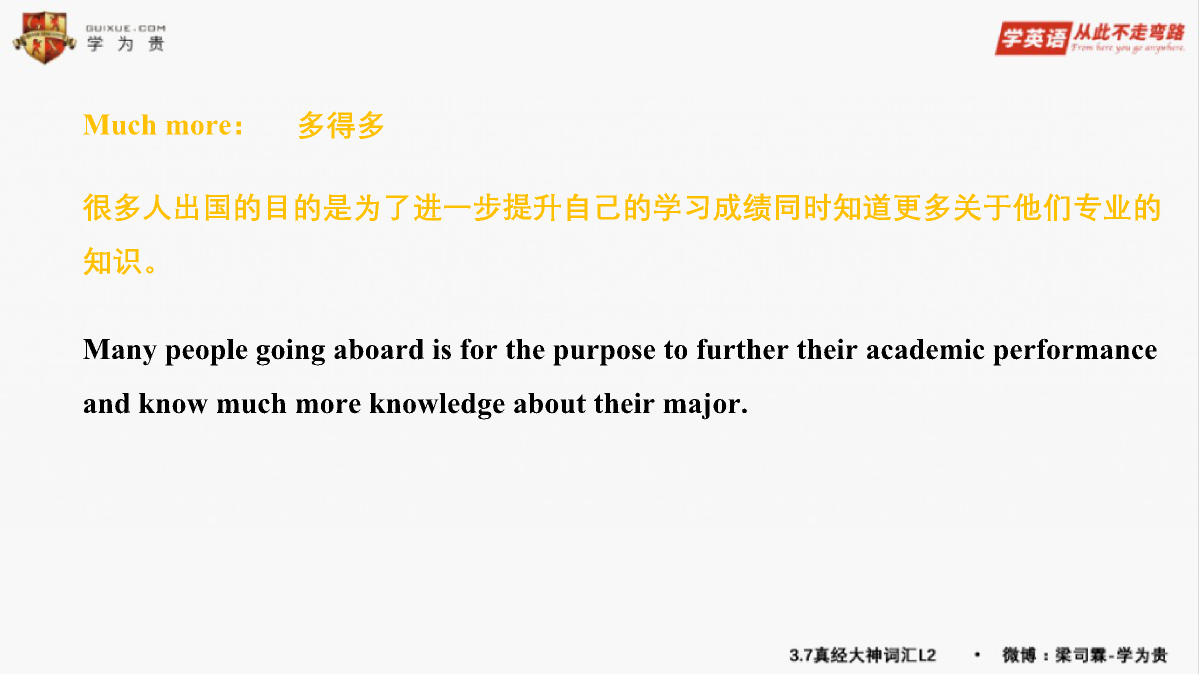 GUIXUE.COM
学为贵
学英语 从此不走弯路
From here you go anywhere.
Much more： 多得多
很多人出国的目的是为了进一步提升自己的学习成绩同时知道更多关于他们专业的
知识。
Many people going aboard is for the purpose to further their academic performance
and know much more knowledge about their major.
3.7真经大神词汇L2 • 微博：梁司霖-学为贵